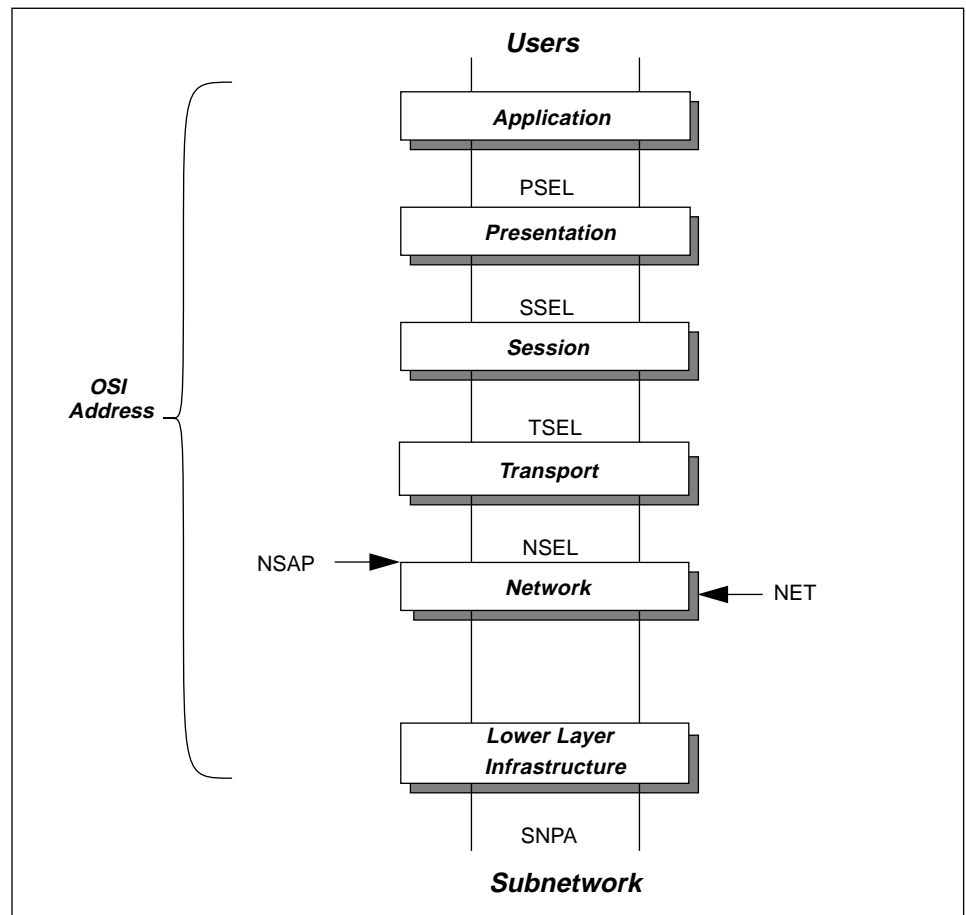 Users
Application
PSEL
Presentation
SSEL
Session
OSI
Address
TSEL
Transport
NSEL
NSAP
Network
NET
Lower Layer
Infrastructure
SNPA
Subnetwork